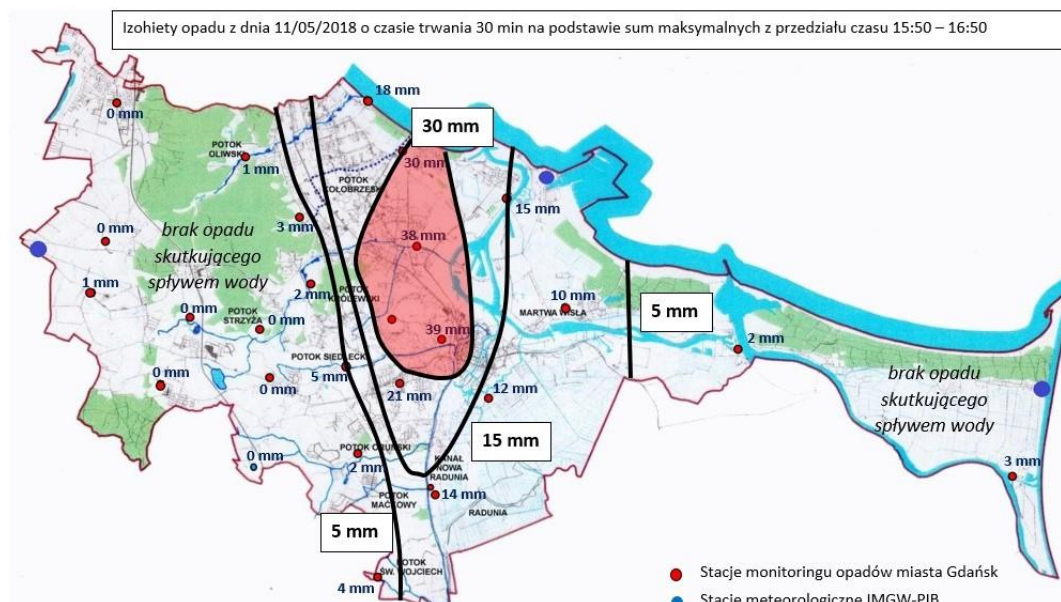 Izohiety opadu z dnia 11/05/2018 o czasie trwania 30 min na podstawie sum maksymalnych z przedziału czasu 15:50 – 16:50
18 mm
0 mm
30 mm
POTOK
OLIWSKI
1 mm
30 mm
POTOK
KOŁOBRZESKI
15 mm
3 mm
0 mm
brak opadu
skutkującego
spływem wody
38 mm
1 mm
2 mm
POTOK
KRÓLEWSKI
10 mm
MARTWA WISŁA
5 mm
0 mm
POTOK
STRZYŻA
0 mm
39 mm
2 mm
POTOK SIEDLECKI
5 mm
0 mm
0 mm
21 mm
12 mm
brak opadu
skutkującego
spływem wody
15 mm
POTOK ORUŃSKI
2 mm
0 mm
KANAŁ
NOWA
RADUNIA
3 mm
14 mm
POTOK
MAĆKOWY
RADUNIA
5 mm
POTOK
ŚW. WOJCIECH
4 mm
Stacje monitoringu opadów miasta Gdańsk
Stacje meteorologiczne IMGW-PIB